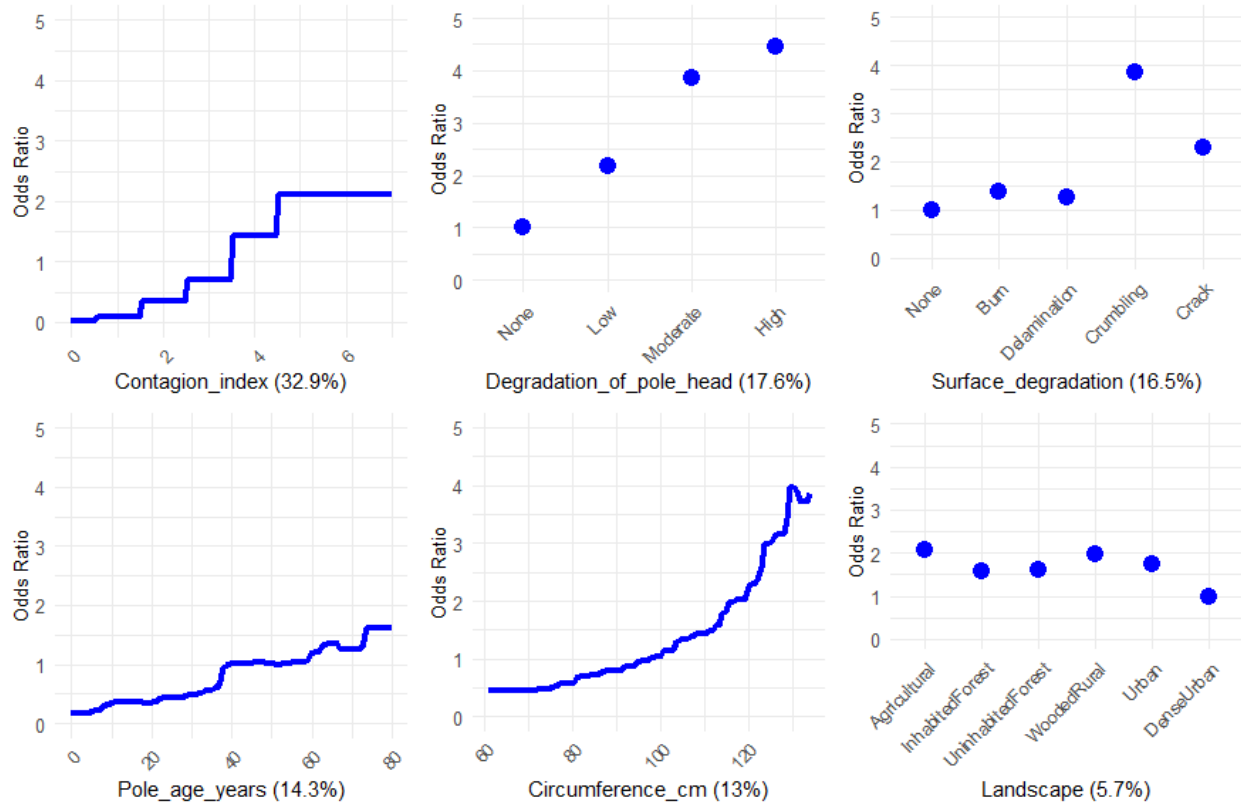 Odds Ratio
5
4
3
2
1
0
0
2
4
6
Contagion_index (32.9%)
Odds Ratio
5
4
3
2
1
0
None
Low
Moderate
High
Degradation_of_pole_head (17.6%)
Odds Ratio
5
4
3
2
1
0
None
Burn
Delamination
Crumbling
Crack
Surface_degradation (16.5%)
Odds Ratio
5
4
3
2
1
0
0
20
40
60
80
Pole_age_years (14.3%)
Odds Ratio
5
4
3
2
1
0
60
80
100
120
Circumference_cm (13%)
Odds Ratio
5
4
3
2
1
0
Agricultural
InhabitedForest
UninhabitedForest
WoodedRural
Urban
DenseUrban
Landscape (5.7%)